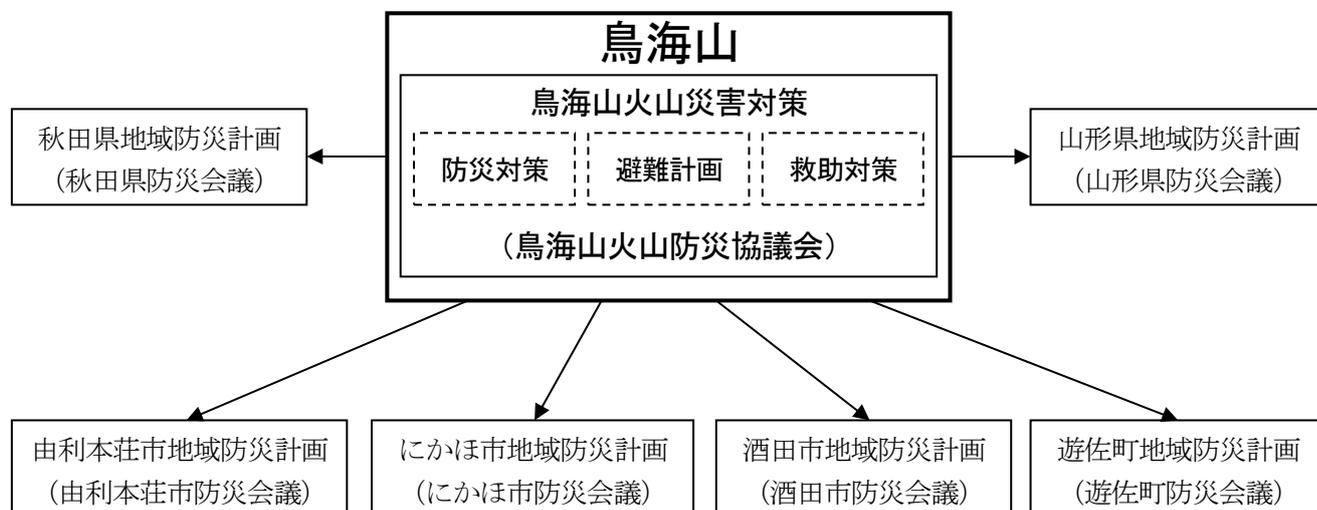 鳥海山
鳥海山火山災害対策
防災対策
避難計画
救助対策
（鳥海山火山防災協議会）
秋田県地域防災計画
（秋田県防災会議）
山形県地域防災計画
（山形県防災会議）
由利本荘市地域防災計画
（由利本荘市防災会議）
にかほ市地域防災計画
（にかほ市防災会議）
酒田市地域防災計画
（酒田市防災会議）
遊佐町地域防災計画
（遊佐町防災会議）